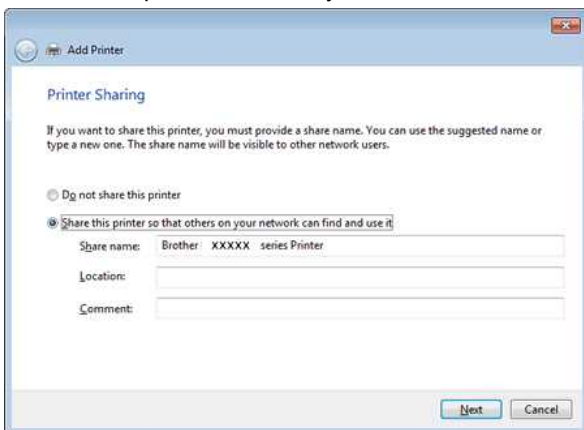 Add Printer
Printer Sharing
If you want to share this printer, you must provide a share name. You can use the suggested name or
type a new one. The share name will be visible to other network users.
Do not share this printer
Share this printer so that others on your network can find and use it
Share name: Brother XXXXX series Printer
Location:
Comment:
Next Cancel